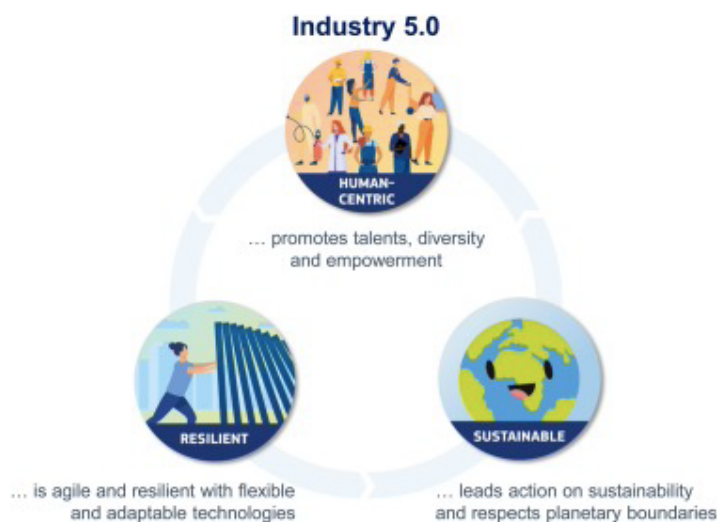 Industry 5.0
HUMAN-
CENTRIC
... promotes talents, diversity
and empowerment
RESILIENT
SUSTAINABLE
... is agile and resilient with flexible
and adaptable technologies
... leads action on sustainability
and respects planetary boundaries